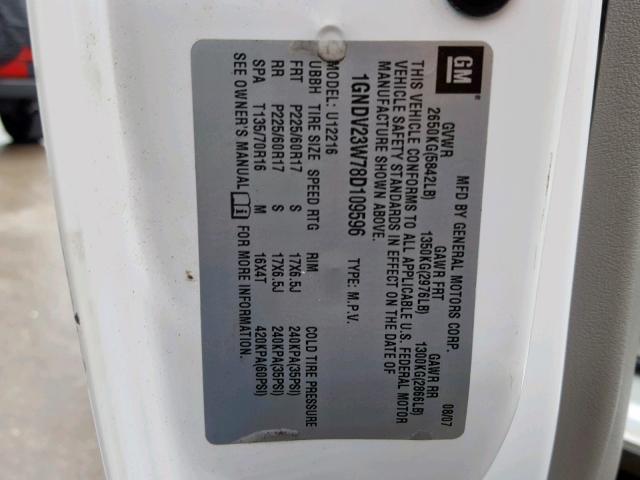 GM
MFD BY GENERAL MOTORS CORP. 08/07
GVWR GAWR FRT GAWR RR
2650KG(5842LB) 1350KG(2976LB) 1300KG(2866LB)
THIS VEHICLE CONFORMS TO ALL APPLICABLE U.S. FEDERAL MOTOR
VEHICLE SAFETY STANDARDS IN EFFECT ON THE DATE OF
MANUFACTURE SHOWN ABOVE.
1GNDV23W78D109596 TYPE: M.P.V.
MODEL: U12216
UBBH TIRE SIZE SPEED RTG RIM COLD TIRE PRESSURE
FRT P225/60R17 S 17X6.5J 240KPA(35PSI)
RR P225/60R17 S 17X6.5J 240KPA(35PSI)
SPA T135/70R16 M 16X4T 420KPA(60PSI)
SEE OWNER'S MANUAL FOR MORE INFORMATION.